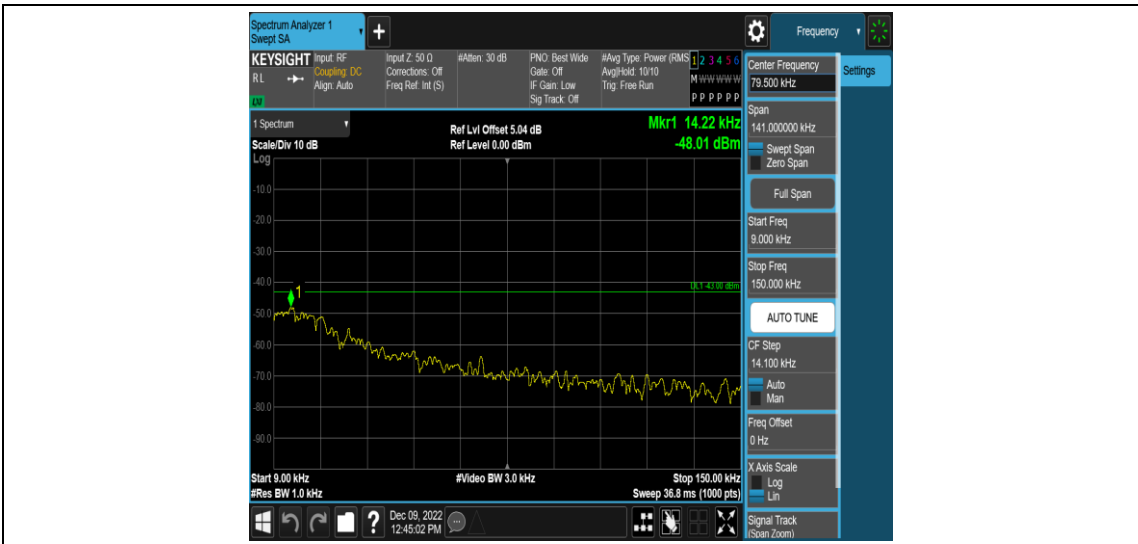 Spectrum Analyzer 1
Swept SA
+
Frequency
KEYSIGHT
RL
LXI
Input: RF
Coupling: DC
Align: Auto
Input Z: 50 Ω
Corrections: Off
Freq Ref: Int (S)
#Atten: 30 dB
PNO: Best Wide
Gate: Off
IF Gain: Low
Sig Track: Off
#Avg Type: Power (RMS
Avg|Hold: 10/10
Trig: Free Run
1 2 3 4 5 6
M W W W W W
P P P P P P
Center Frequency
79.500 kHz
Settings
1 Spectrum
Scale/Div 10 dB
Ref Lvl Offset 5.04 dB
Ref Level 0.00 dBm
Mkr1 14.22 kHz
-48.01 dBm
Log
-10.0
-20.0
-30.0
-40.0
-50.0
-60.0
-70.0
-80.0
-90.0
1
DL1 -43.00 dBm
Start 9.00 kHz
#Res BW 1.0 kHz
#Video BW 3.0 kHz
Stop 150.00 kHz
Sweep 36.8 ms (1000 pts)
Span
141.000000 kHz
Swept Span
Zero Span
Full Span
Start Freq
9.000 kHz
Stop Freq
150.000 kHz
AUTO TUNE
CF Step
14.100 kHz
Auto
Man
Freq Offset
0 Hz
X Axis Scale
Log
Lin
Signal Track
(Span Zoom)
?
Dec 09, 2022
12:45:02 PM